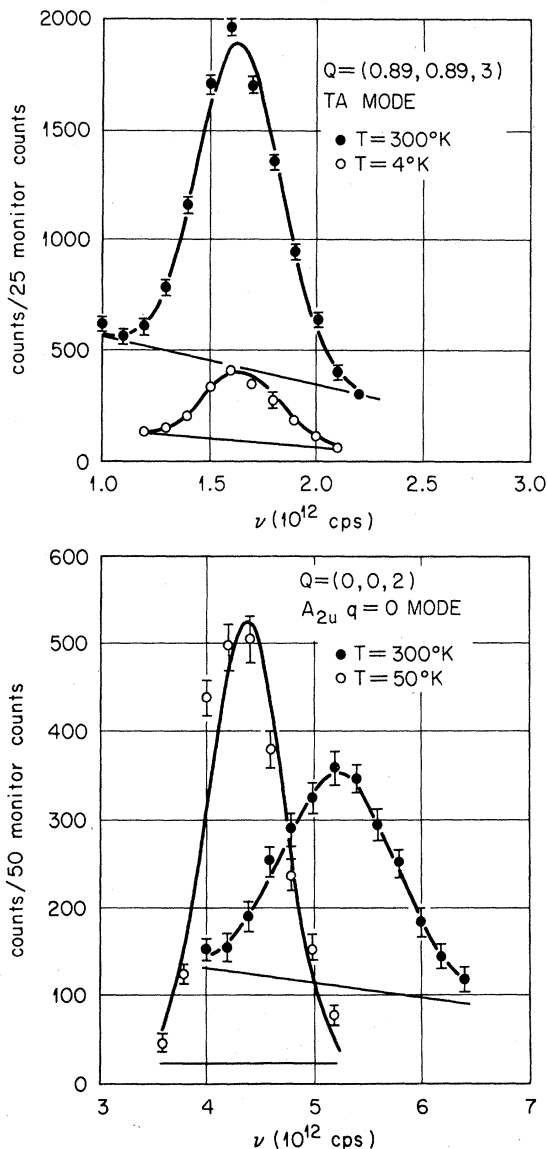 2000
Q=(0.89,0.89,3)
TA MODE
● T=300°K
○ T=4°K
1500
1000
500
0
counts/25 monitor counts
1.0 1.5 2.0 2.5 3.0
ν (10¹² cps)
600
Q=(0,0,2)
A₂ᵤ q=0 MODE
● T=300°K
○ T=50°K
500
400
300
200
100
0
counts/50 monitor counts
3 4 5 6 7
ν (10¹² cps)